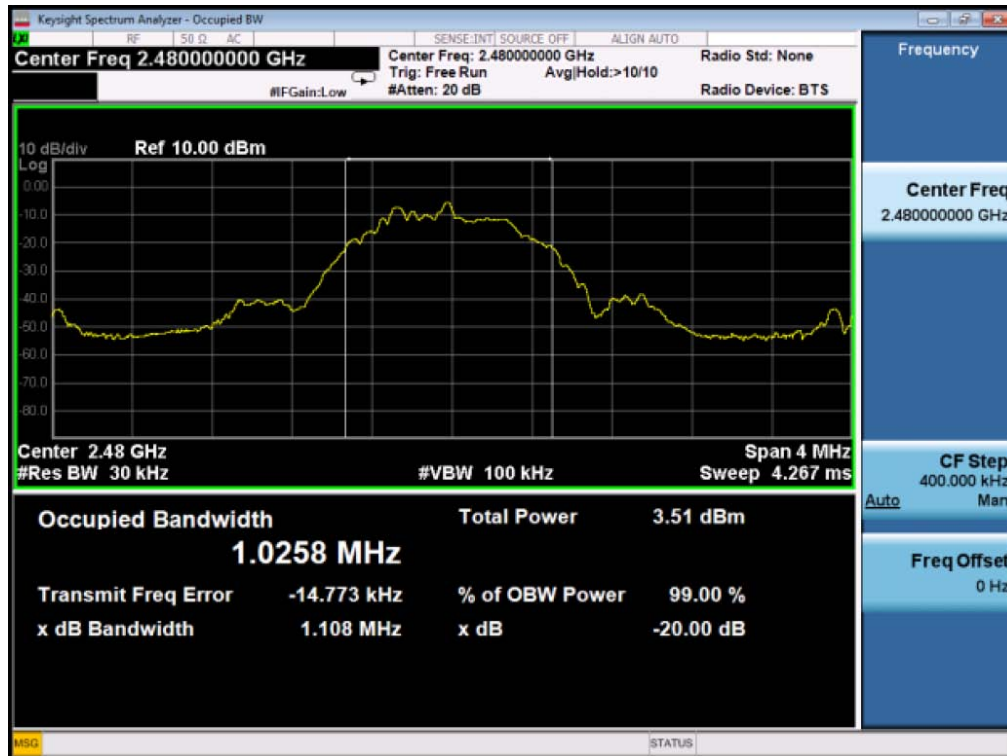 Keysight Spectrum Analyzer - Occupied BW
LXI RF 50 Ω AC SENSE:INT SOURCE OFF ALIGN AUTO
Center Freq 2.480000000 GHz
Center Freq: 2.480000000 GHz Radio Std: None
Trig: Free Run Avg|Hold:>10/10
#IFGain:Low #Atten: 20 dB Radio Device: BTS
10 dB/div Ref 10.00 dBm
Log
0.00
-10.0
-20.0
-30.0
-40.0
-50.0
-60.0
-70.0
-80.0
Center 2.48 GHz Span 4 MHz
#Res BW 30 kHz #VBW 100 kHz Sweep 4.267 ms
Occupied Bandwidth Total Power 3.51 dBm
1.0258 MHz
Transmit Freq Error -14.773 kHz % of OBW Power 99.00 %
x dB Bandwidth 1.108 MHz x dB -20.00 dB
Frequency
Center Freq
2.480000000 GHz
CF Step
400.000 kHz
Auto Man
Freq Offset
0 Hz
MSG STATUS